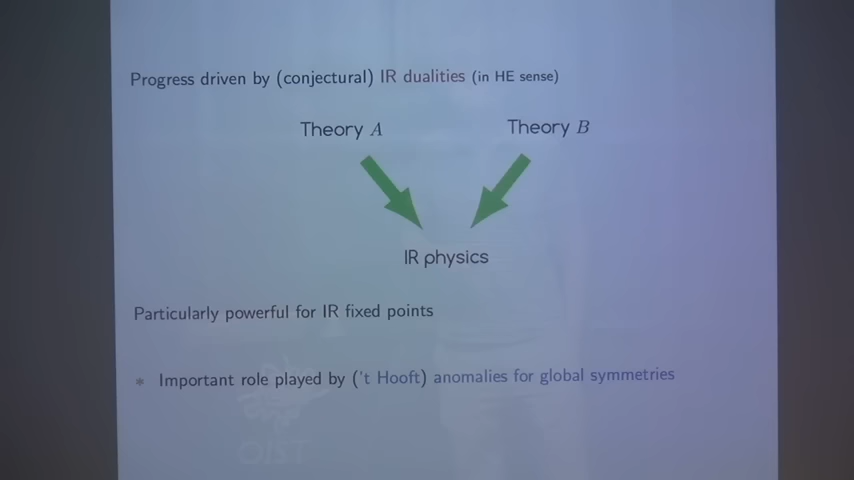 Progress driven by (conjectural) IR dualities (in HE sense)
Theory A
Theory B
IR physics
Particularly powerful for IR fixed points
* Important role played by ('t Hooft) anomalies for global symmetries
OIST